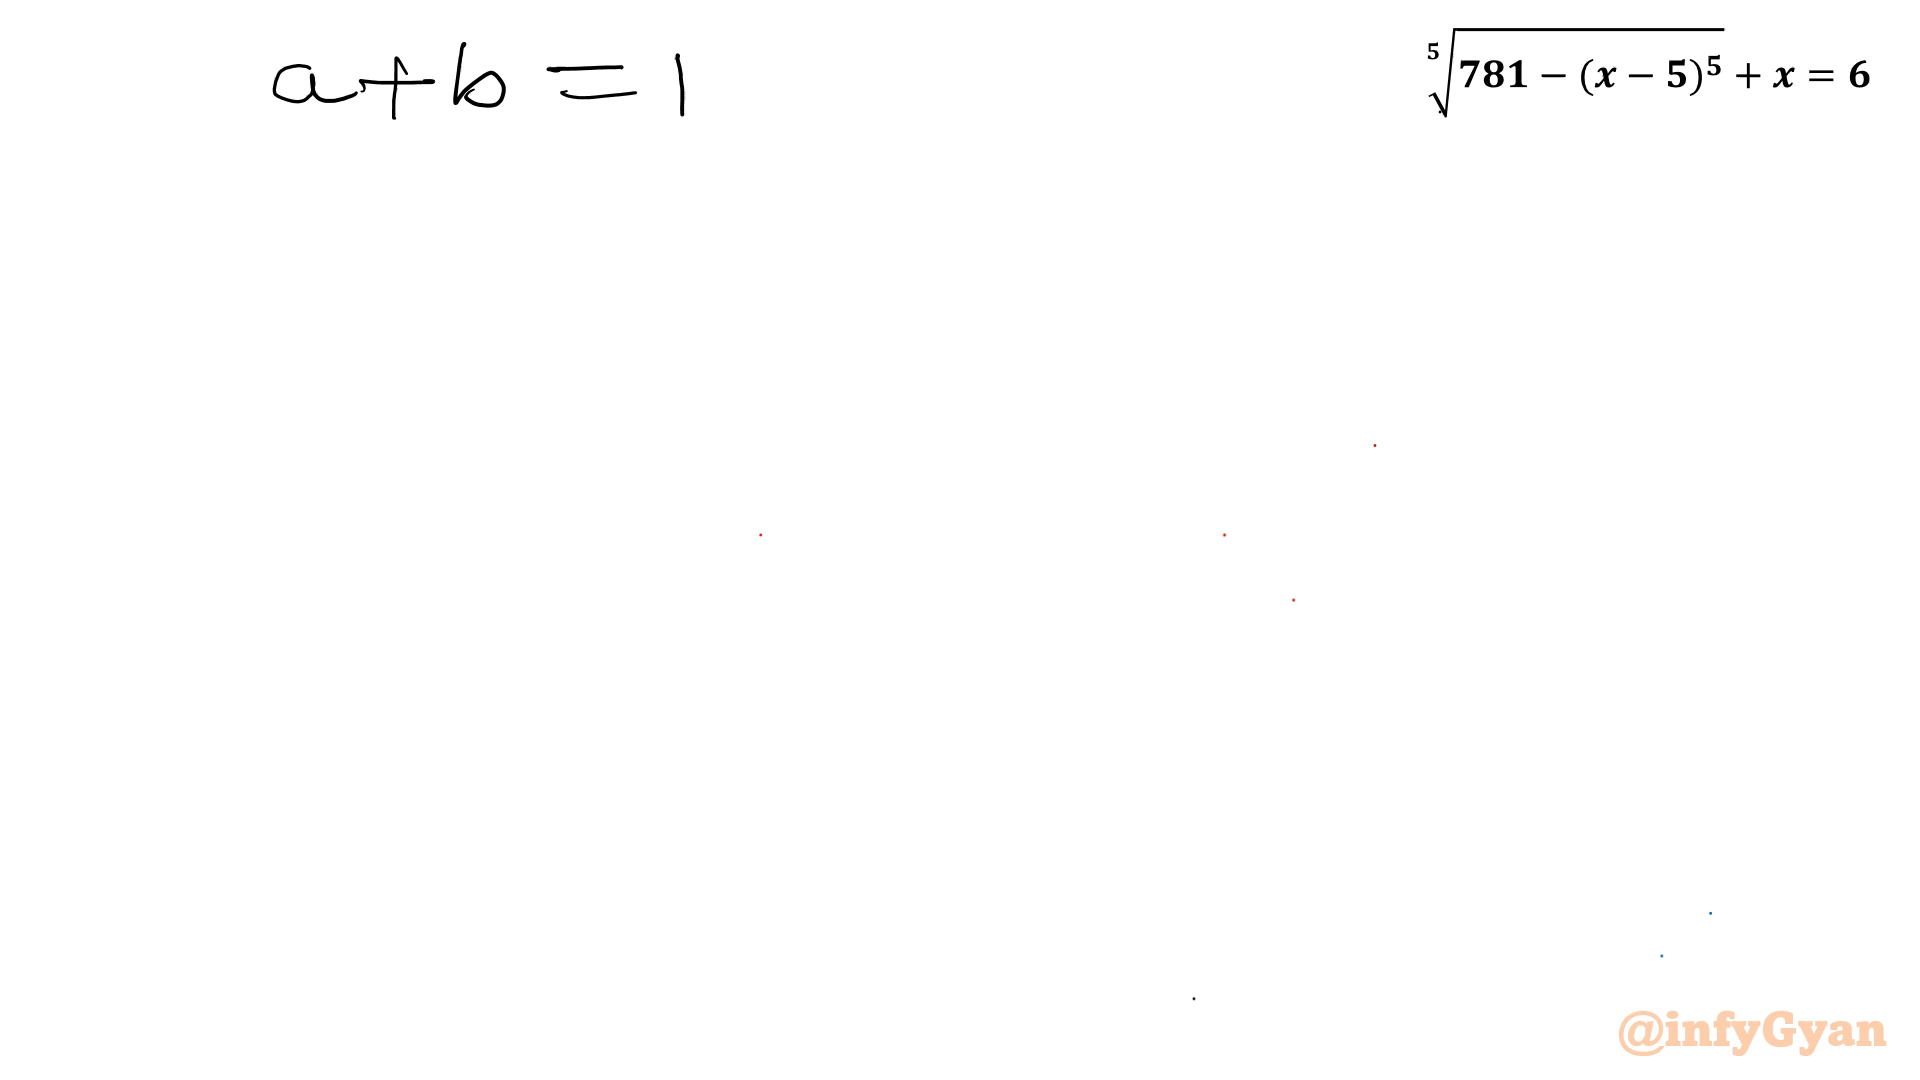 a+b=1
⁵√(781 − (x − 5)⁵) + x = 6
@infyGyan